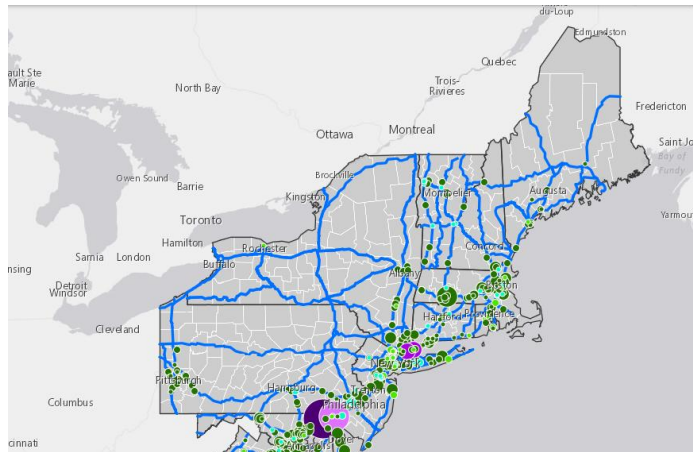 du-Loup
Edmundston
ault Ste
Marie
Quebec
North Bay
Trois-
Rivieres
Fredericton
Ottawa
Montreal
Saint Jo
Bay of
Fundy
Owen Sound
Barrie
Brockville
Kingston
Montpelier
Augusta
Yarmou
Toronto
Hamilton
Rochester
Concord
Sarnia
London
Buffalo
Albany
nsing
Detroit
Windsor
Hartford
Providence
Cleveland
New York
Pittsburgh
Harrisburg
Trenton
Columbus
Philadelphia
cinnati